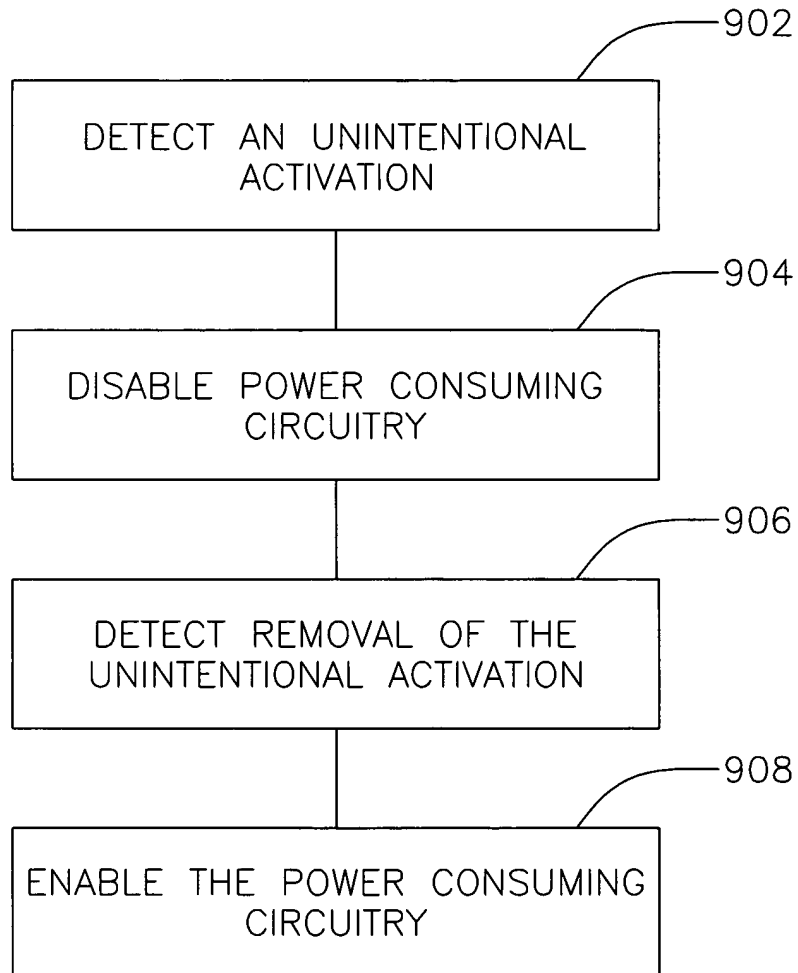 902
DETECT AN UNINTENTIONAL
ACTIVATION
904
DISABLE POWER CONSUMING
CIRCUITRY
906
DETECT REMOVAL OF THE
UNINTENTIONAL ACTIVATION
908
ENABLE THE POWER CONSUMING
CIRCUITRY